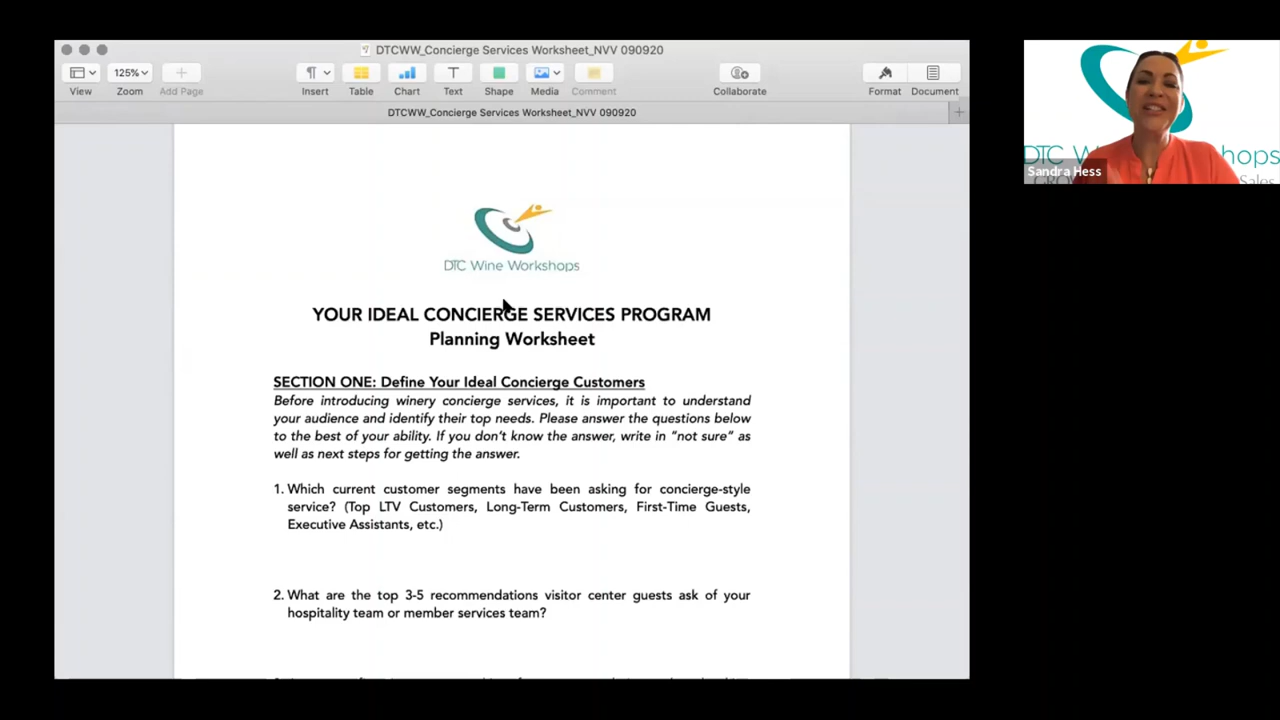 DTCWW_Concierge Services Worksheet_NVV 090920
125%
View
Zoom
Add Page
Insert
Table
Chart
Text
Shape
Media
Comment
Collaborate
Format
Document
DTCWW_Concierge Services Worksheet_NVV 090920
DTC Wine Workshops
YOUR IDEAL CONCIERGE SERVICES PROGRAM
Planning Worksheet
SECTION ONE: Define Your Ideal Concierge Customers
Before introducing winery concierge services, it is important to understand
your audience and identify their top needs. Please answer the questions below
to the best of your ability. If you don't know the answer, write in "not sure" as
well as next steps for getting the answer.
1. Which current customer segments have been asking for concierge-style
service? (Top LTV Customers, Long-Term Customers, First-Time Guests,
Executive Assistants, etc.)
2. What are the top 3-5 recommendations visitor center guests ask of your
hospitality team or member services team?
DTC W hops
Sandra Hess
Sales